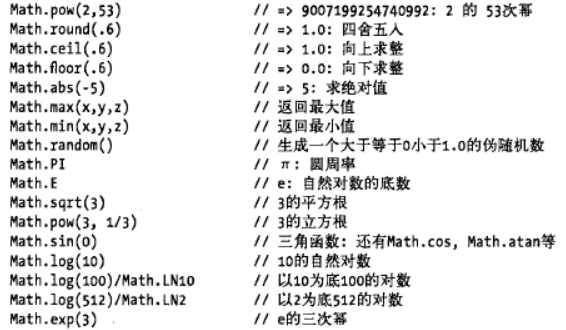 Math.pow(2,53) // => 9007199254740992: 2 的 53次幂
Math.round(.6) // => 1.0: 四舍五入
Math.ceil(.6) // => 1.0: 向上求整
Math.floor(.6) // => 0.0: 向下求整
Math.abs(-5) // => 5: 求绝对值
Math.max(x,y,z) // 返回最大值
Math.min(x,y,z) // 返回最小值
Math.random() // 生成一个大于等于0小于1.0的伪随机数
Math.PI // π: 圆周率
Math.E // e: 自然对数的底数
Math.sqrt(3) // 3的平方根
Math.pow(3, 1/3) // 3的立方根
Math.sin(0) // 三角函数: 还有Math.cos, Math.atan等
Math.log(10) // 10的自然对数
Math.log(100)/Math.LN10 // 以10为底100的对数
Math.log(512)/Math.LN2 // 以2为底512的对数
Math.exp(3) // e的三次幂